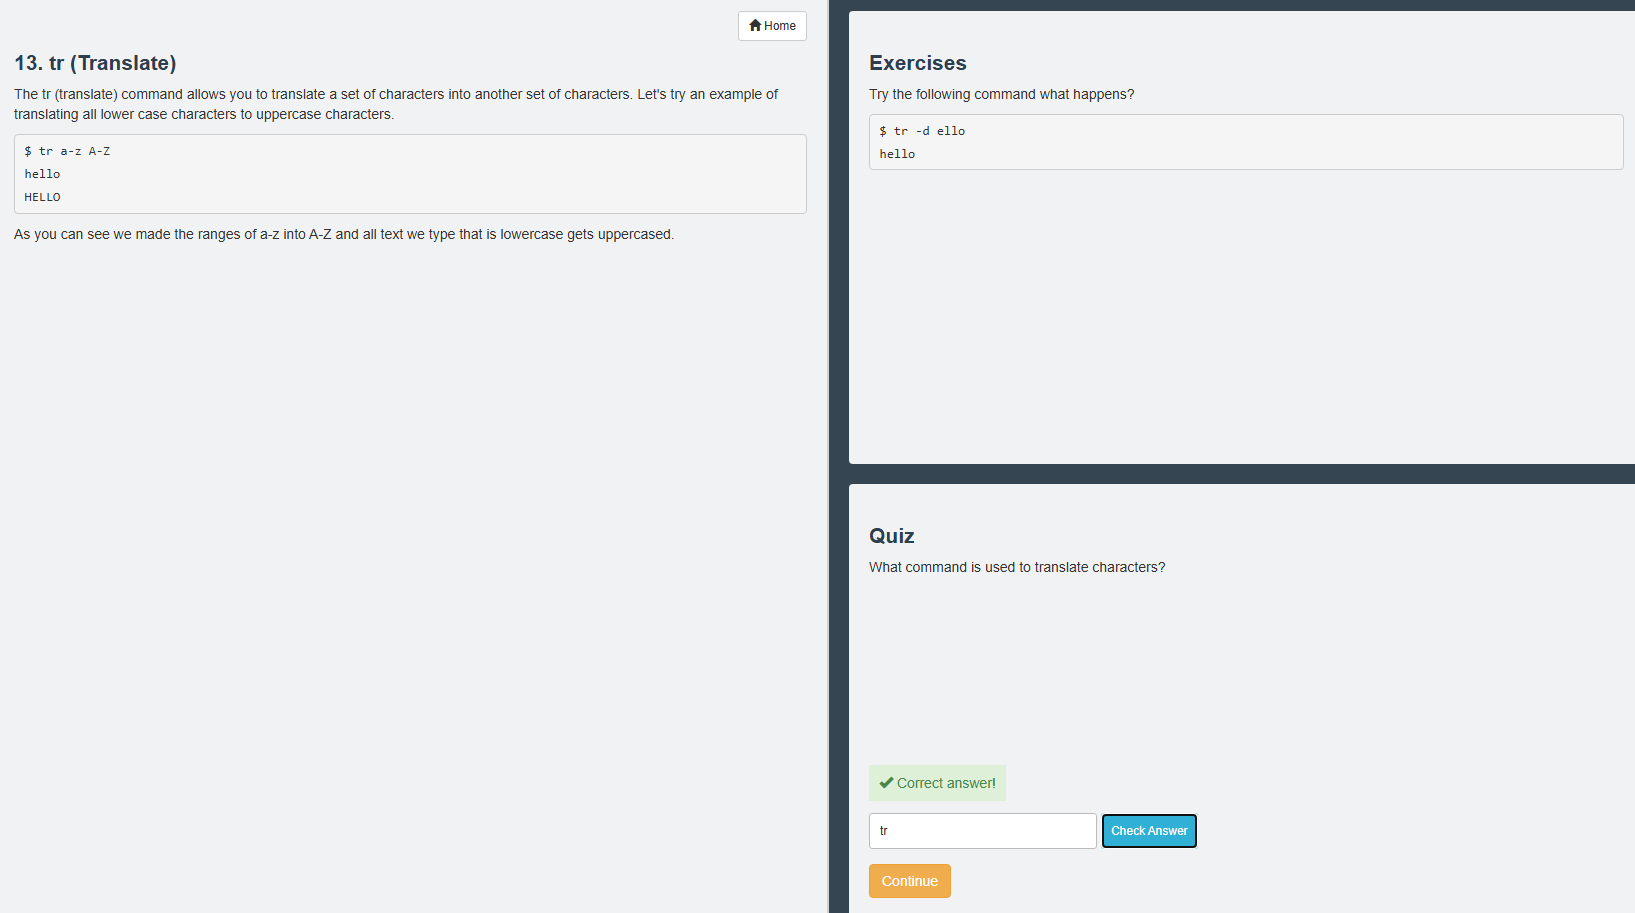 Home
13. tr (Translate)
The tr (translate) command allows you to translate a set of characters into another set of characters. Let's try an example of
translating all lower case characters to uppercase characters.
$ tr a-z A-Z
hello
HELLO
As you can see we made the ranges of a-z into A-Z and all text we type that is lowercase gets uppercased.
Exercises
Try the following command what happens?
$ tr -d ello
hello
Quiz
What command is used to translate characters?
Correct answer!
tr
Check Answer
Continue